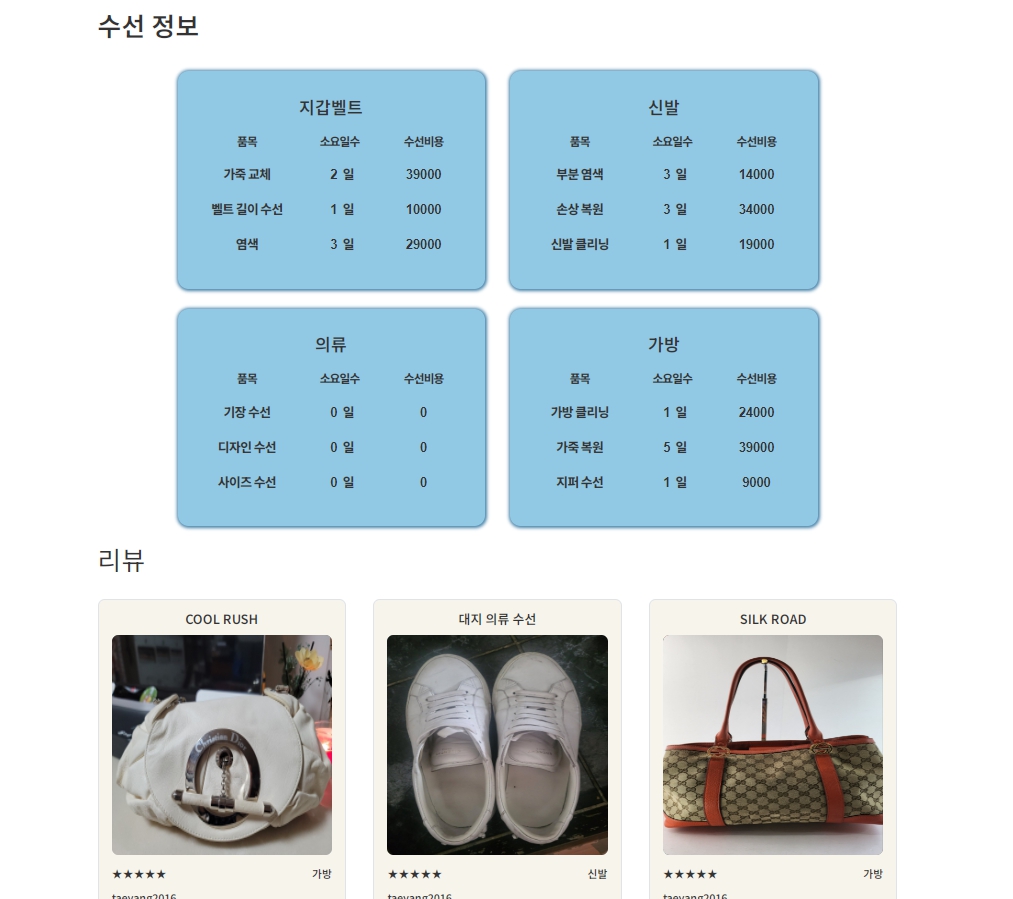 수선 정보
지갑벨트
품목 소요일수 수선비용
가죽 교체 2 일 39000
벨트 길이 수선 1 일 10000
염색 3 일 29000
신발
품목 소요일수 수선비용
부분 염색 3 일 14000
손상 복원 3 일 34000
신발 클리닝 1 일 19000
의류
품목 소요일수 수선비용
기장 수선 0 일 0
디자인 수선 0 일 0
사이즈 수선 0 일 0
가방
품목 소요일수 수선비용
가방 클리닝 1 일 24000
가죽 복원 5 일 39000
지퍼 수선 1 일 9000
리뷰
COOL RUSH
Christian Dior
★★★★★ 가방
taeyang2016
대지 의류 수선
★★★★★ 신발
taeyang2016
SILK ROAD
★★★★★ 가방
taeyang2016